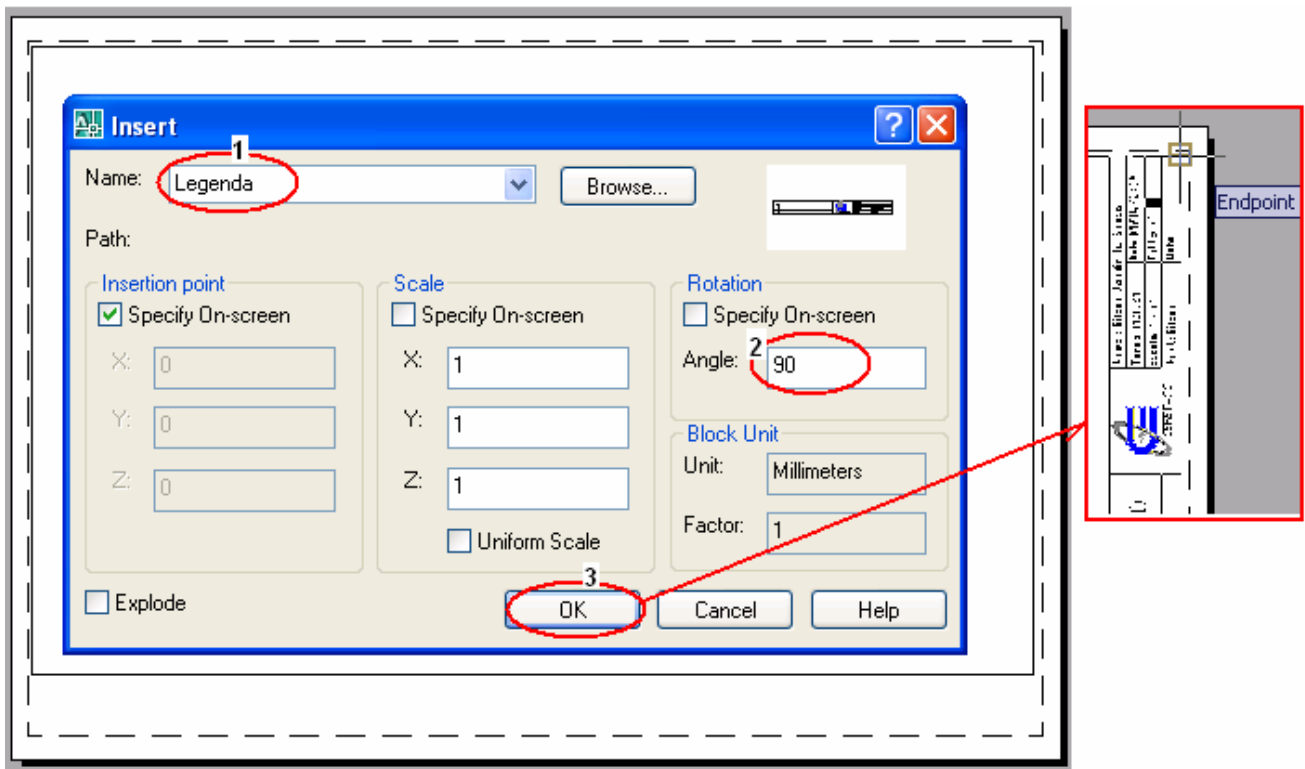 Insert
1
Name: Legenda Browse...
Path:
Insertion point
Specify On-screen
X: 0
Y: 0
Z: 0
Scale
Specify On-screen
X: 1
Y: 1
Z: 1
Uniform Scale
Rotation
Specify On-screen
2
Angle: 90
Block Unit
Unit: Millimeters
Factor: 1
Explode
3
OK Cancel Help
Endpoint